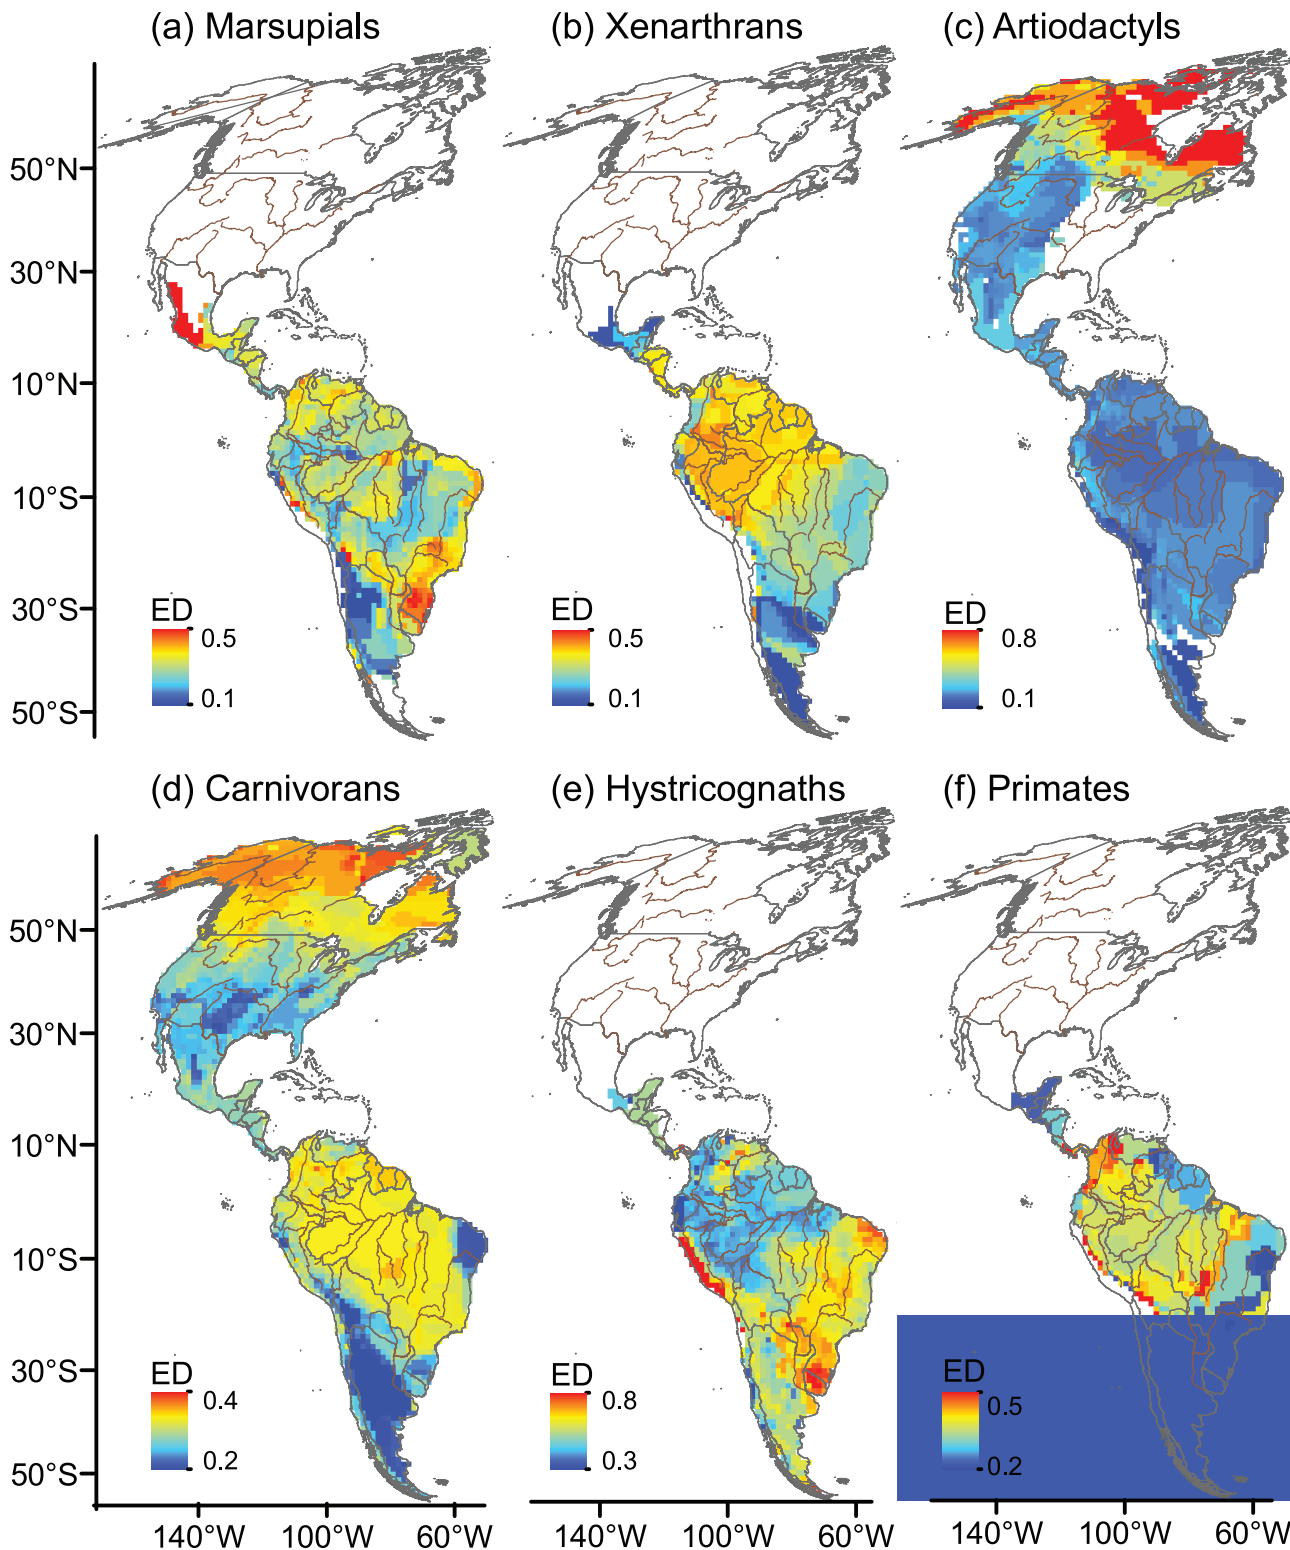 (a) Marsupials
(b) Xenarthrans
(c) Artiodactyls
50°N
30°N
10°N
10°S
30°S
50°S
ED
0.5
0.1
ED
0.5
0.1
ED
0.8
0.1
(d) Carnivorans
(e) Hystricognaths
(f) Primates
50°N
30°N
10°N
10°S
30°S
50°S
ED
0.4
0.2
ED
0.8
0.3
ED
0.5
0.2
140°W 100°W 60°W
140°W 100°W 60°W
140°W 100°W 60°W